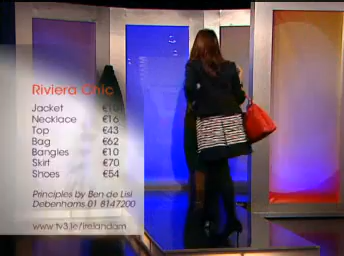 Riviera Chic
Jacket
Necklace €16
Top €43
Bag €62
Bangles €10
Skirt €70
Shoes €54
Principles by Ben de Lisi
Debenhams 01 8147200
www.tv3.ie/irelandam